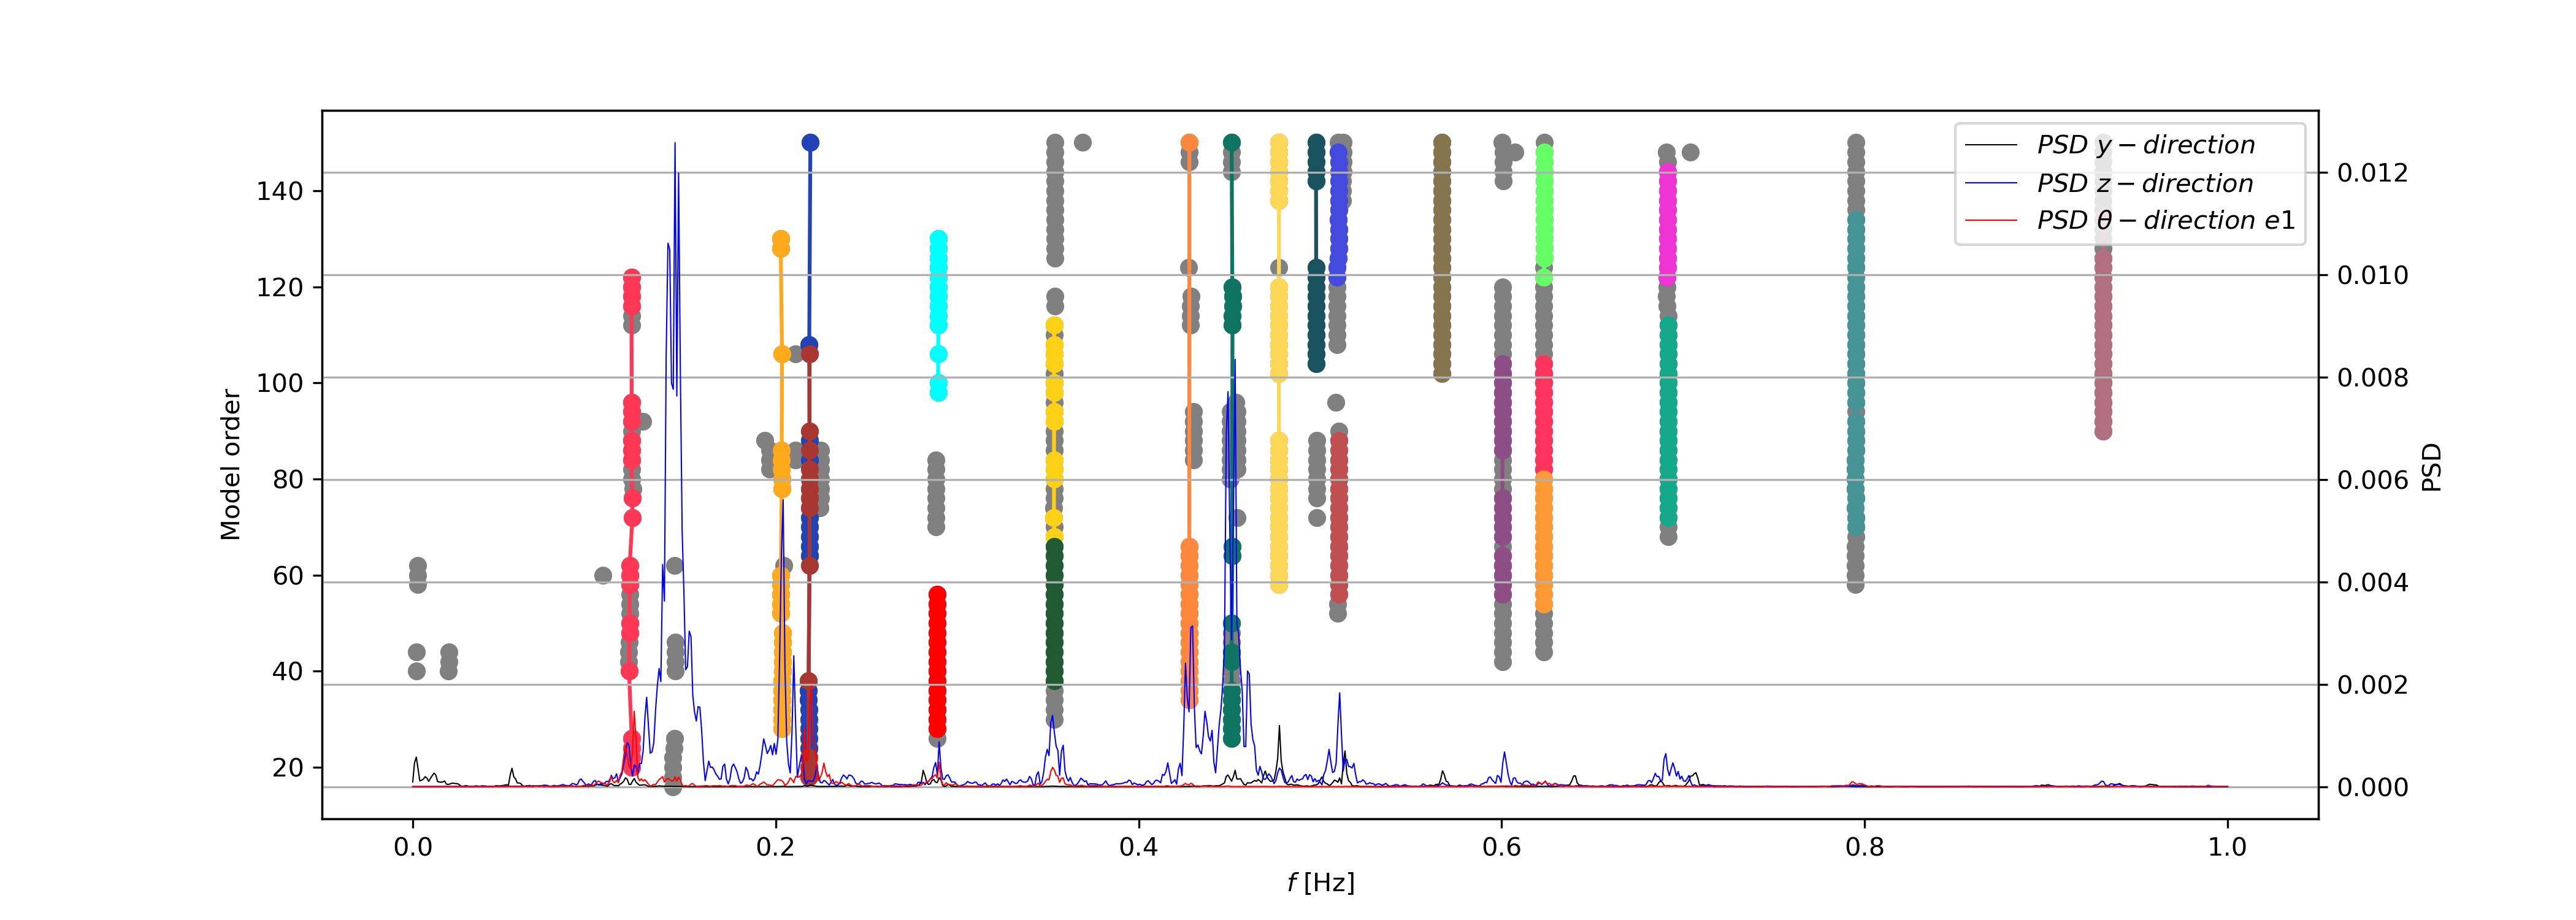 PSD y − direction
PSD z − direction
PSD θ − direction e1
Model order
140
120
100
80
60
40
20
0.012
0.010
0.008
0.006
0.004
0.002
0.000
PSD
0.0 0.2 0.4 0.6 0.8 1.0
f [Hz]